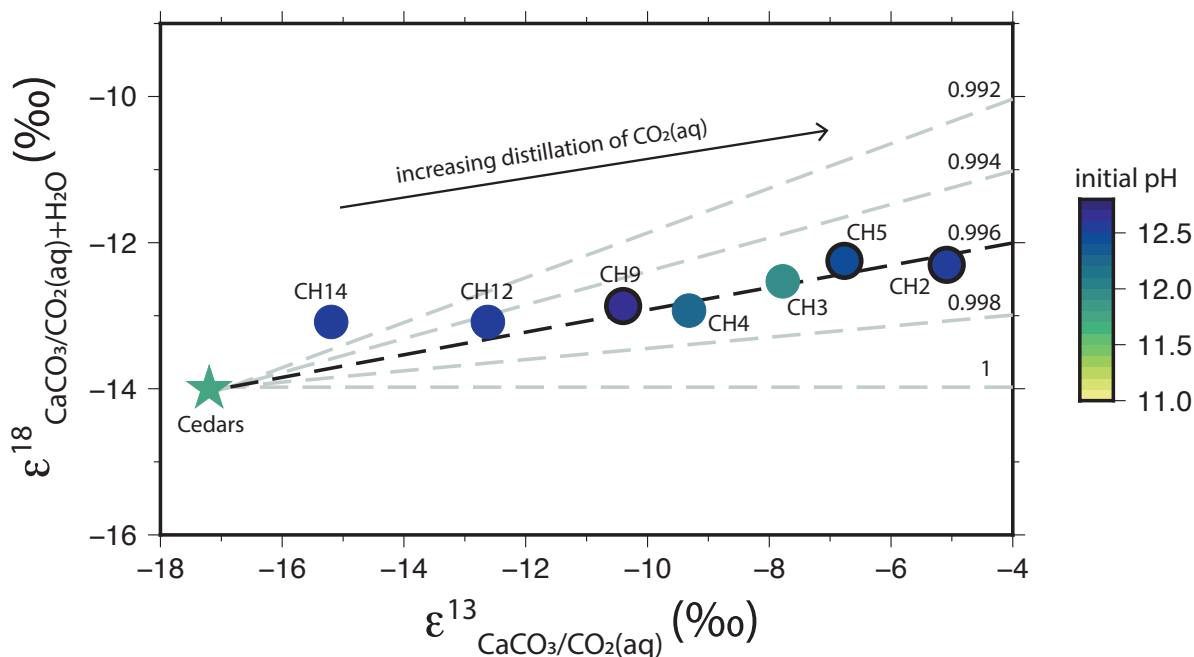 −10
−12
−14
−16
ε¹⁸ CaCO₃/CO₂(aq)+H₂O (‰)
0.992
increasing distillation of CO₂(aq)
0.994
0.996
CH5
CH14
CH12
CH9
CH2
CH3
CH4
0.998
1
Cedars
−18 −16 −14 −12 −10 −8 −6 −4
ε¹³ CaCO₃/CO₂(aq) (‰)
initial pH
12.5
12.0
11.5
11.0